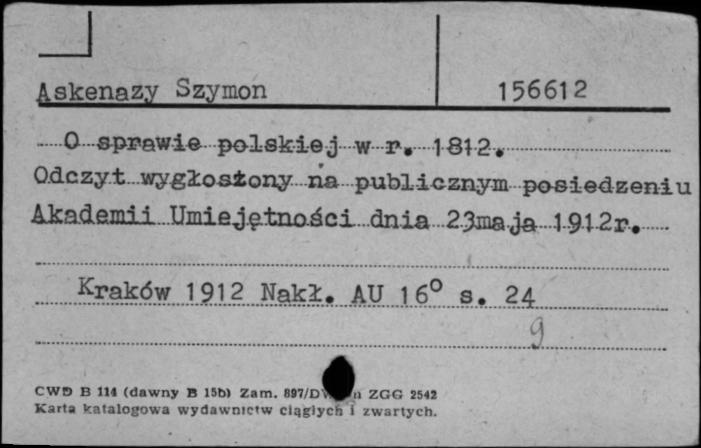 Askenazy Szymon 156612
O sprawie polskiej w r. 1812.
Odczyt wygłosżony na publicznym posiedzeniu
Akademii Umiejętności dnia 23maja 1912r.
Kraków 1912 Nakł. AU 16° s. 24
9
CWD B 114 (dawny B 15b) Zam. 897/D ZGG 2542
Karta katalogowa wydawnictw ciągłych i zwartych.